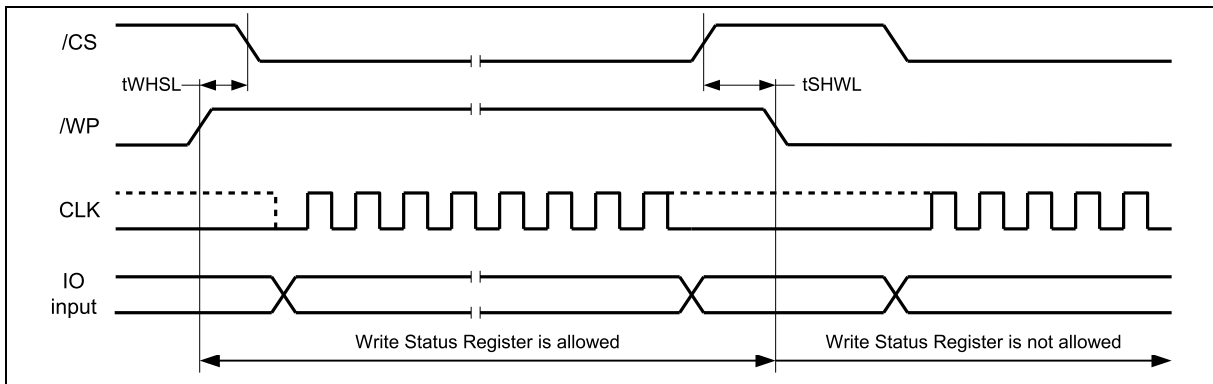 /CS
tWHSL
tSHWL
/WP
CLK
IO
input
Write Status Register is allowed
Write Status Register is not allowed